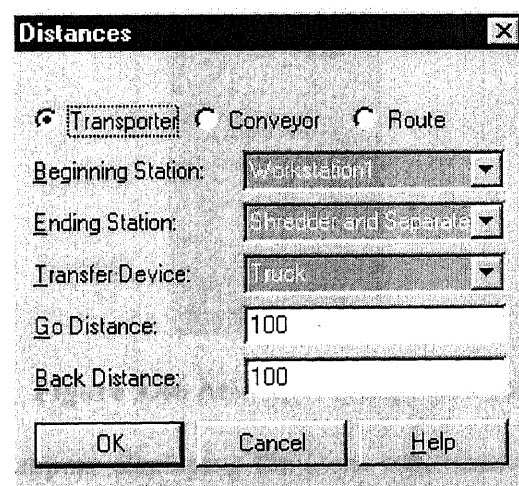 Distances
Transporter Conveyor Route
Beginning Station: Workstation1
Ending Station: Shredder and Separate
Transfer Device: Truck
Go Distance: 100
Back Distance: 100
OK Cancel Help